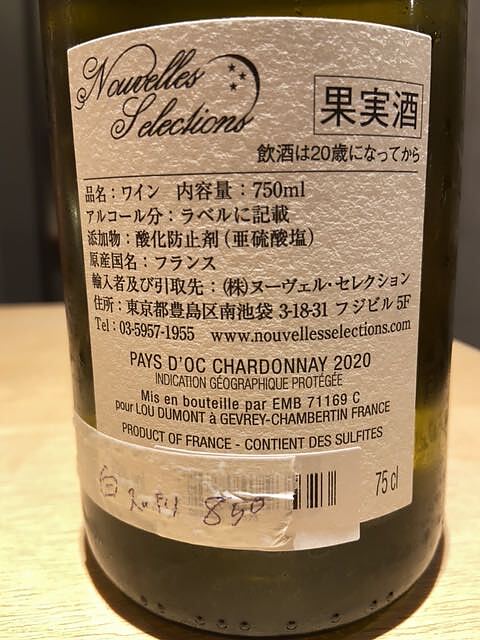 Nouvelles
Selections
果実酒
飲酒は20歳になってから
品名：ワイン　内容量：750ml
アルコール分：ラベルに記載
添加物：酸化防止剤（亜硫酸塩）
原産国名：フランス
輸入者及び引取先：(株)ヌーヴェル・セレクション
住所：東京都豊島区南池袋 3-18-31 フジビル 5F
Tel：03-5957-1955　www.nouvellesselections.com
PAYS D'OC CHARDONNAY 2020
INDICATION GÉOGRAPHIQUE PROTÉGÉE
Mis en bouteille par EMB 71169 C
pour LOU DUMONT à GEVREY-CHAMBERTIN FRANCE
PRODUCT OF FRANCE - CONTIENT DES SULFITES
75 cl
白 850